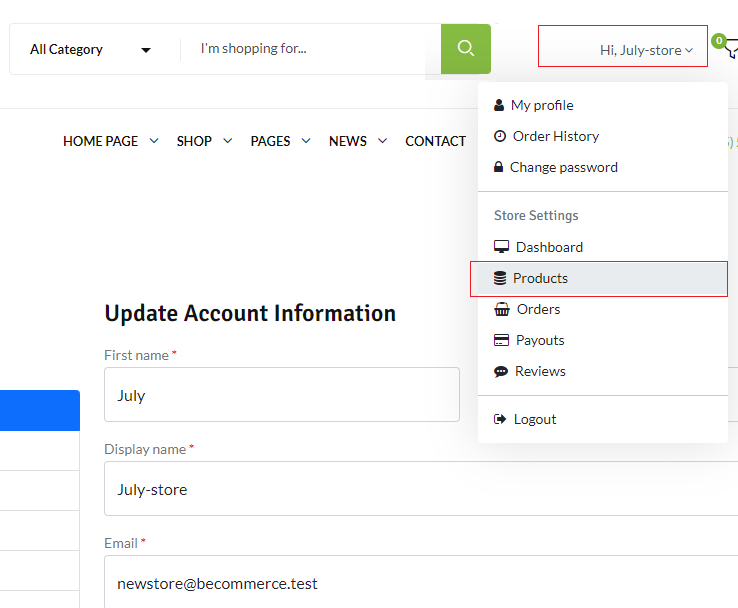 All Category
I'm shopping for...
Hi, July-store
0
HOME PAGE
SHOP
PAGES
NEWS
CONTACT
My profile
Order History
Change password
Store Settings
Dashboard
Products
Orders
Payouts
Reviews
Logout
Update Account Information
First name *
July
Display name *
July-store
Email *
newstore@becommerce.test